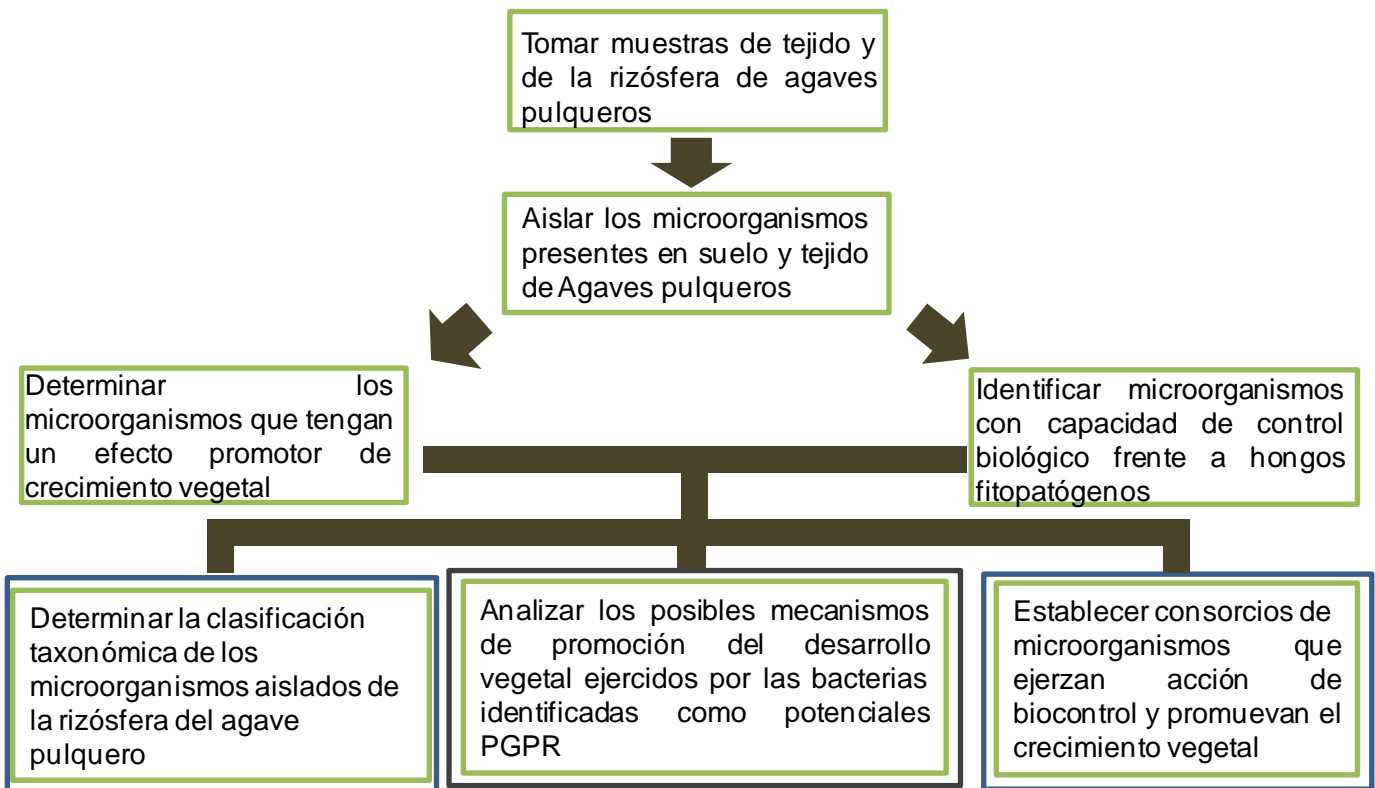 Tomar muestras de tejido y
de la rizósfera de agaves
pulqueros
Aislar los microorganismos
presentes en suelo y tejido
de Agaves pulqueros
Determinar los
microorganismos que tengan
un efecto promotor de
crecimiento vegetal
Identificar microorganismos
con capacidad de control
biológico frente a hongos
fitopatógenos
Determinar la clasificación
taxonómica de los
microorganismos aislados de
la rizósfera del agave
pulquero
Analizar los posibles mecanismos
de promoción del desarrollo
vegetal ejercidos por las bacterias
identificadas como potenciales
PGPR
Establecer consorcios de
microorganismos que
ejerzan acción de
biocontrol y promuevan el
crecimiento vegetal